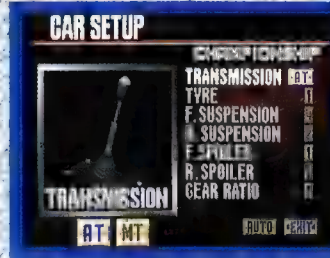 CAR SETUP
CHAMPIONSHIP
TRANSMISSION AT
TYRE
F. SUSPENSION
R. SUSPENSION
F. SPOILER
R. SPOILER
GEAR RATIO
TRANSMISSION
AT MT
AUTO EXIT